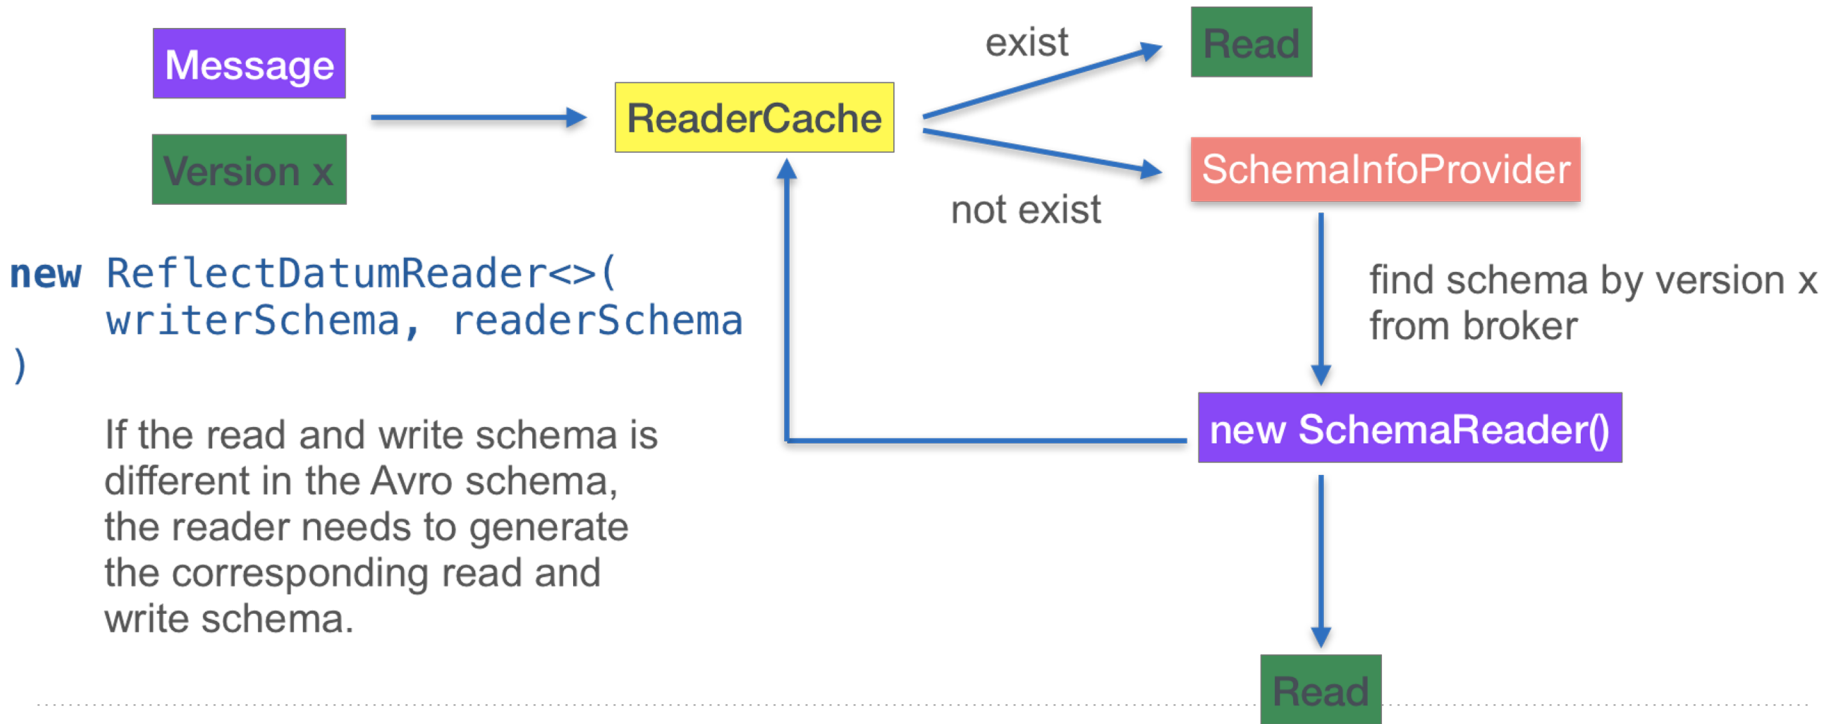 Message
Version x
ReaderCache
exist
not exist
Read
SchemaInfoProvider
find schema by version x
from broker
new SchemaReader()
Read
new ReflectDatumReader<>(
writerSchema, readerSchema
)
If the read and write schema is
different in the Avro schema,
the reader needs to generate
the corresponding read and
write schema.